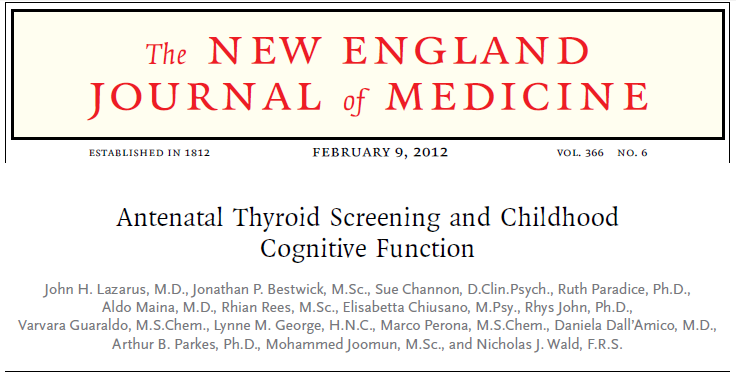 The NEW ENGLAND
JOURNAL of MEDICINE
ESTABLISHED IN 1812 FEBRUARY 9, 2012 VOL. 366 NO. 6
Antenatal Thyroid Screening and Childhood
Cognitive Function
John H. Lazarus, M.D., Jonathan P. Bestwick, M.Sc., Sue Channon, D.Clin.Psych., Ruth Paradice, Ph.D.,
Aldo Maina, M.D., Rhian Rees, M.Sc., Elisabetta Chiusano, M.Psy., Rhys John, Ph.D.,
Varvara Guaraldo, M.S.Chem., Lynne M. George, H.N.C., Marco Perona, M.S.Chem., Daniela Dall'Amico, M.D.,
Arthur B. Parkes, Ph.D., Mohammed Joomun, M.Sc., and Nicholas J. Wald, F.R.S.